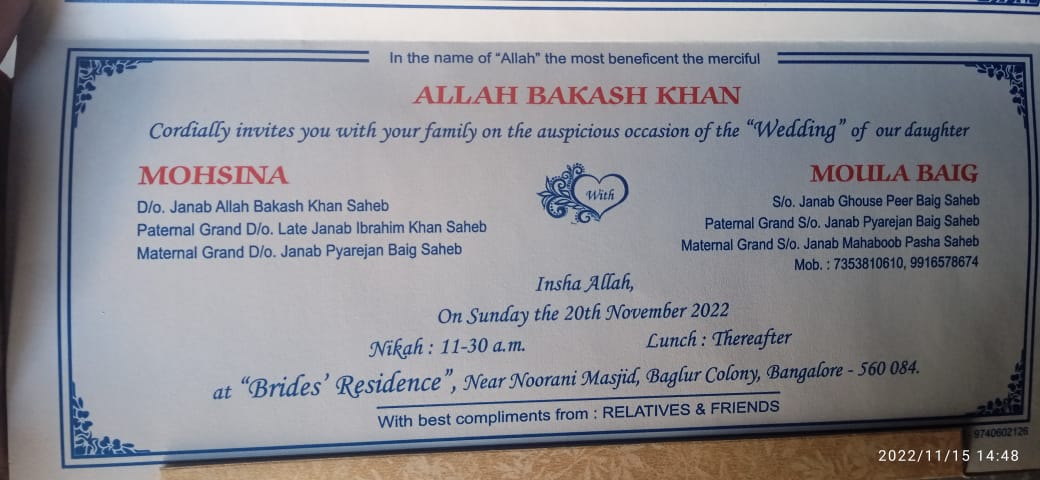 In the name of "Allah" the most beneficent the merciful
ALLAH BAKASH KHAN
Cordially invites you with your family on the auspicious occasion of the "Wedding" of our daughter
MOHSINA
D/o. Janab Allah Bakash Khan Saheb
Paternal Grand D/o. Late Janab Ibrahim Khan Saheb
Maternal Grand D/o. Janab Pyarejan Baig Saheb
With
MOULA BAIG
S/o. Janab Ghouse Peer Baig Saheb
Paternal Grand S/o. Janab Pyarejan Baig Saheb
Maternal Grand S/o. Janab Mahaboob Pasha Saheb
Mob. : 7353810610, 9916578674
Insha Allah,
On Sunday the 20th November 2022
Nikah : 11-30 a.m. Lunch : Thereafter
at "Brides' Residence", Near Noorani Masjid, Baglur Colony, Bangalore - 560 084.
With best compliments from : RELATIVES & FRIENDS
- 9740602126
2022/11/15 14:48